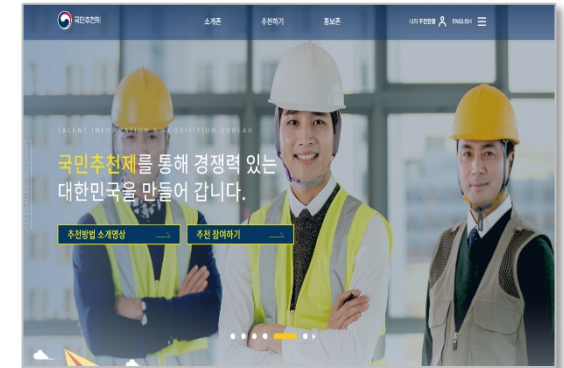 국민추천제
소개존
추천하기
홍보존
나의 추천현황
ENGLISH
TALENT INFORMATION & ACQUISITION BUREAU
국민추천제를 통해 경쟁력 있는
대한민국을 만들어 갑니다.
추천방법 소개영상
추천 참여하기